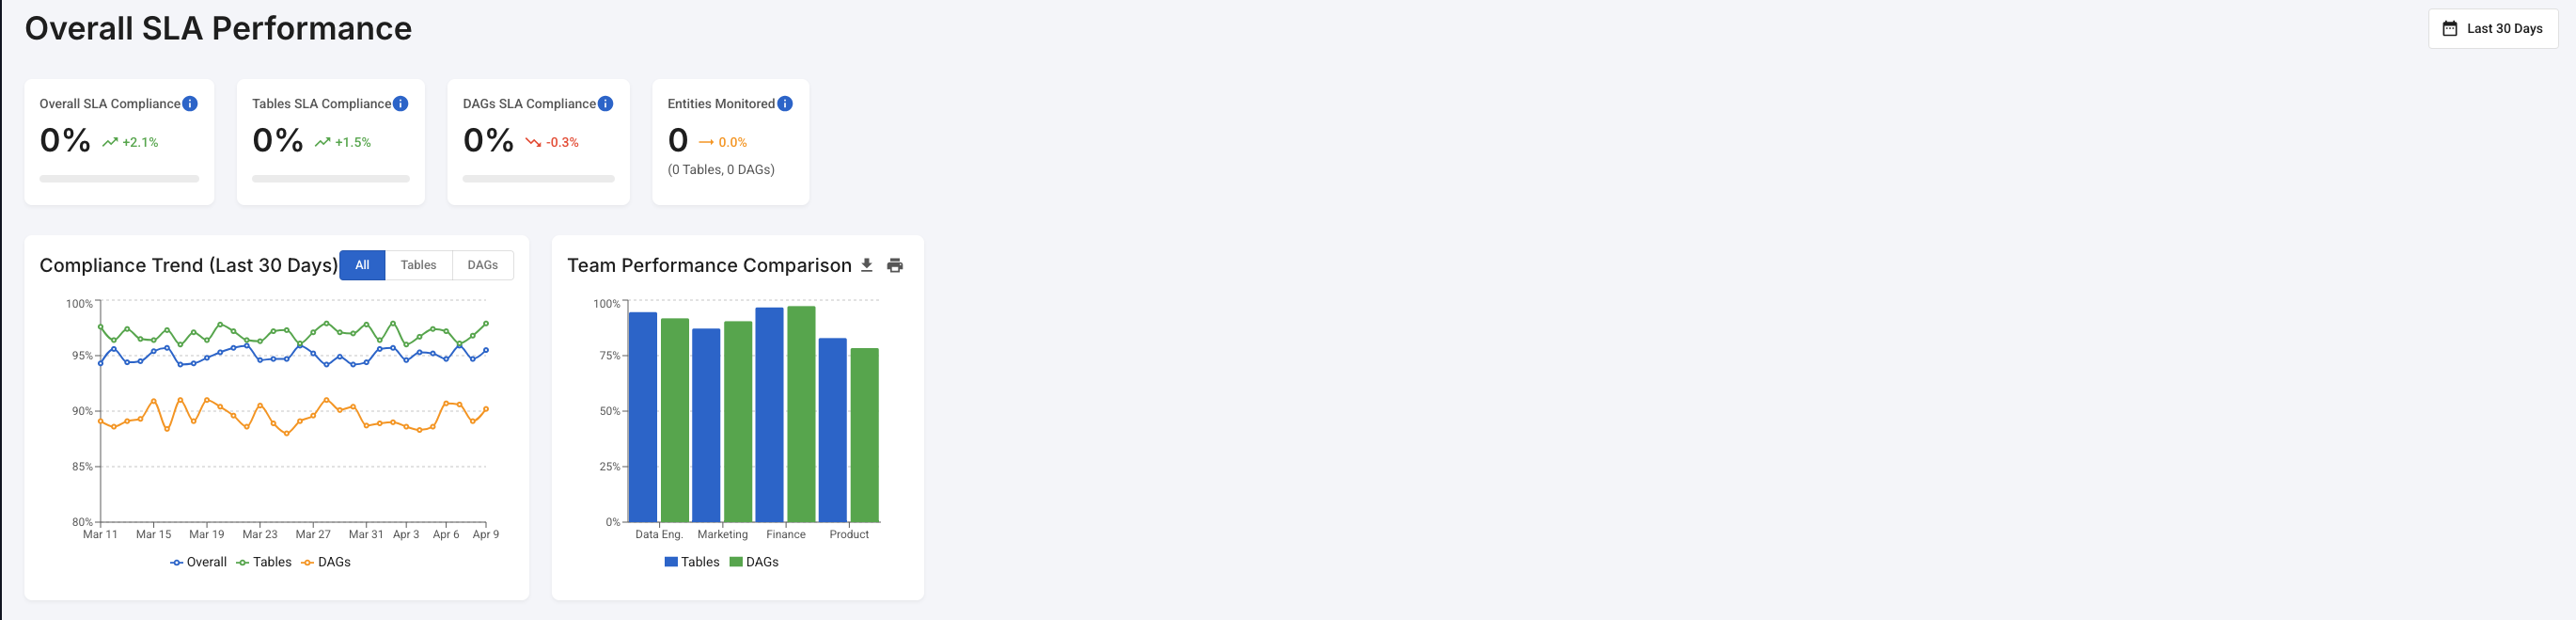 Overall SLA Performance
Last 30 Days
Overall SLA Compliance
0% +2.1%
Tables SLA Compliance
0% +1.5%
DAGs SLA Compliance
0% -0.3%
Entities Monitored
0 0.0%
(0 Tables, 0 DAGs)
Compliance Trend (Last 30 Days)
All Tables DAGs
100%
95%
90%
85%
80%
Mar 11 Mar 15 Mar 19 Mar 23 Mar 27 Mar 31 Apr 3 Apr 6 Apr 9
Overall Tables DAGs
Team Performance Comparison
100%
75%
50%
25%
0%
Data Eng. Marketing Finance Product
Tables DAGs